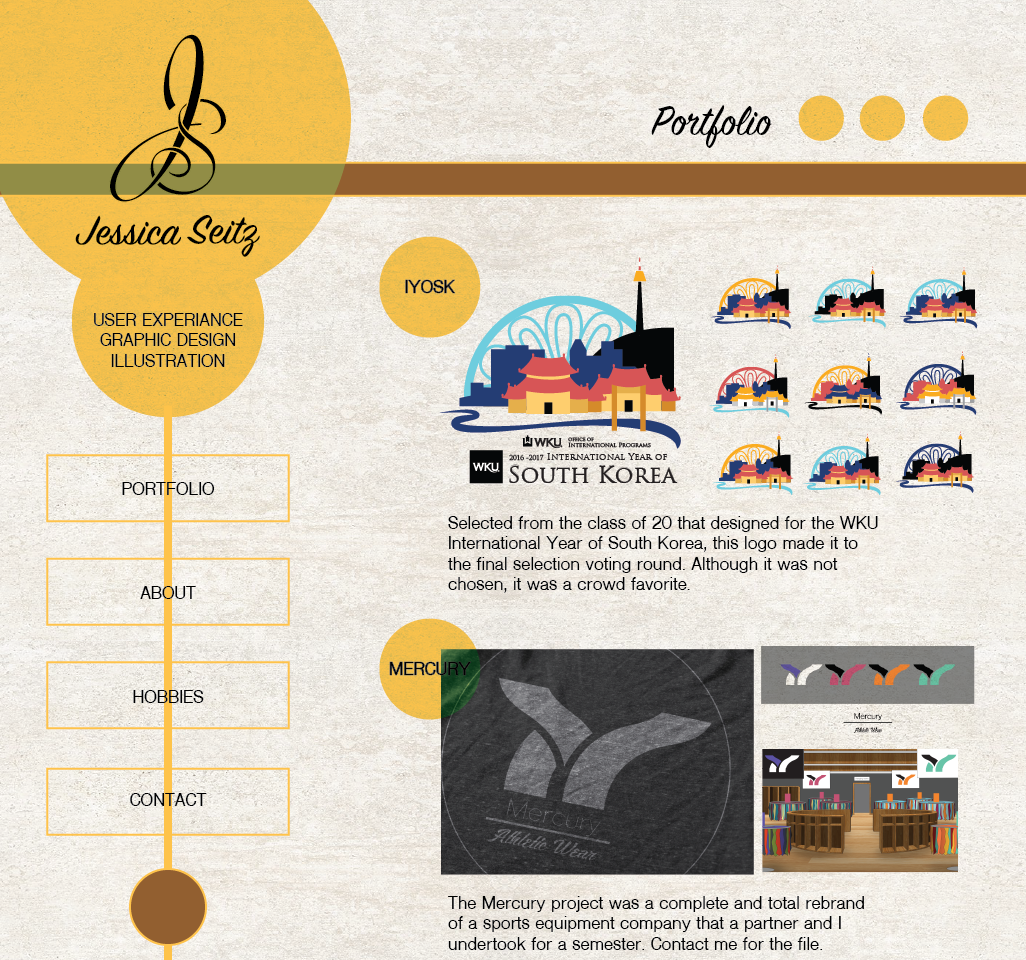 JS
Jessica Seitz
USER EXPERIANCE
GRAPHIC DESIGN
ILLUSTRATION
PORTFOLIO
ABOUT
HOBBIES
CONTACT
Portfolio
IYOSK
WKU
OFFICE OF
INTERNATIONAL PROGRAMS
WKU
2016 -2017 INTERNATIONAL YEAR OF
SOUTH KOREA
Selected from the class of 20 that designed for the WKU
International Year of South Korea, this logo made it to
the final selection voting round. Although it was not
chosen, it was a crowd favorite.
MERCURY
Mercury
Athletic Wear
Mercury
Athletic Wear
The Mercury project was a complete and total rebrand
of a sports equipment company that a partner and I
undertook for a semester. Contact me for the file.